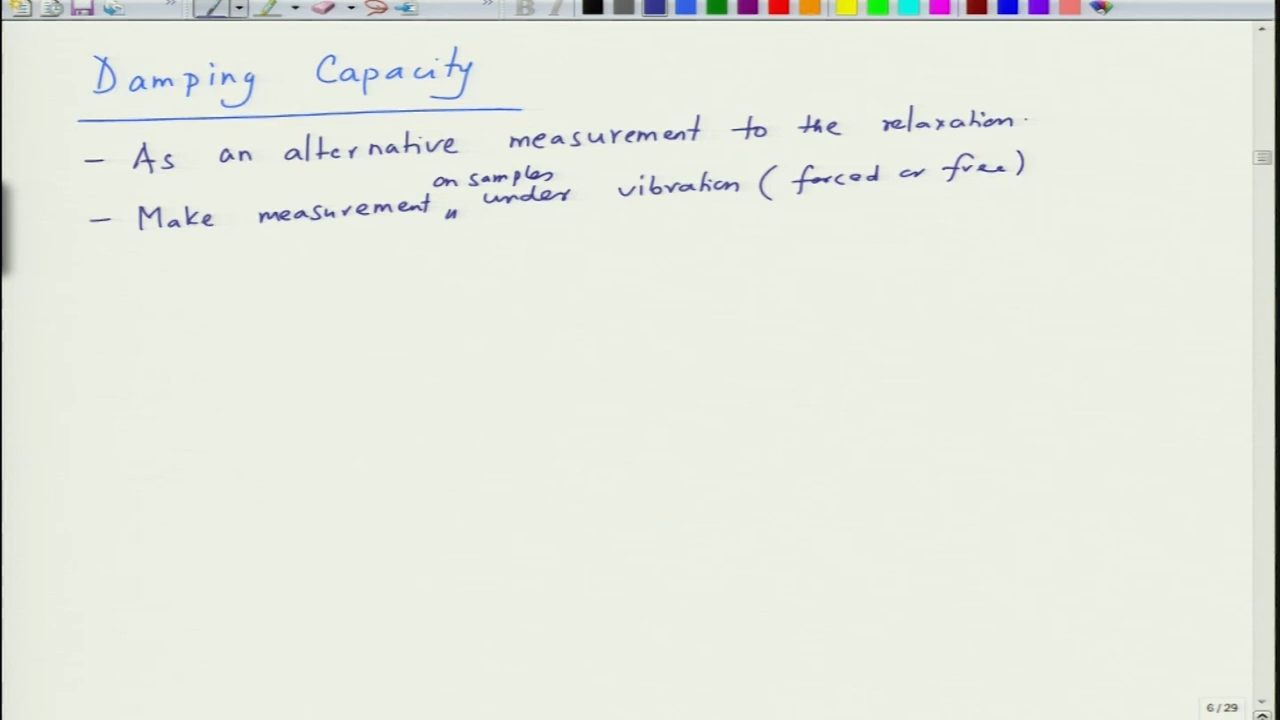 Damping Capacity
- As an alternative measurement to the relaxation.
- Make measurement on samples under vibration (forced or free)
6 / 29